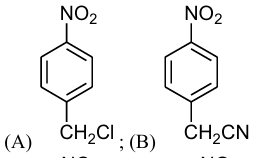 NO₂ NO₂
(A) CH₂Cl ; (B) CH₂CN